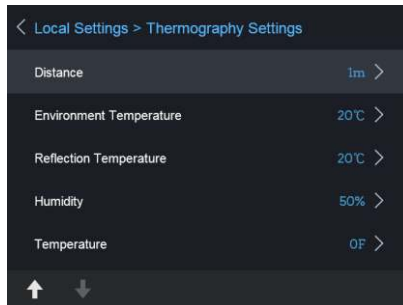 Local Settings > Thermography Settings
Distance 1m
Environment Temperature 20℃
Reflection Temperature 20℃
Humidity 50%
Temperature 0F